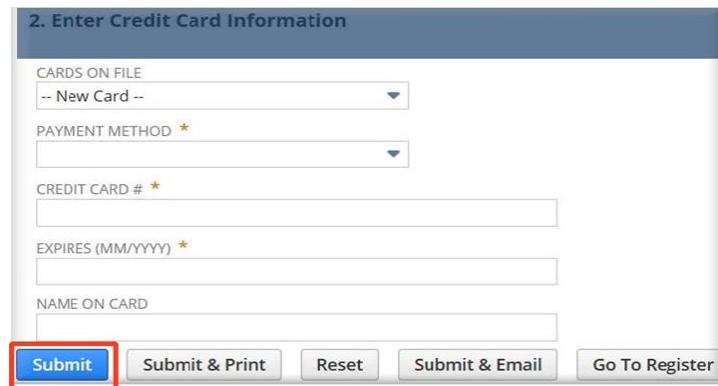 2. Enter Credit Card Information
CARDS ON FILE
-- New Card --
PAYMENT METHOD *
CREDIT CARD # *
EXPIRES (MM/YYYY) *
NAME ON CARD
Submit Submit & Print Reset Submit & Email Go To Register